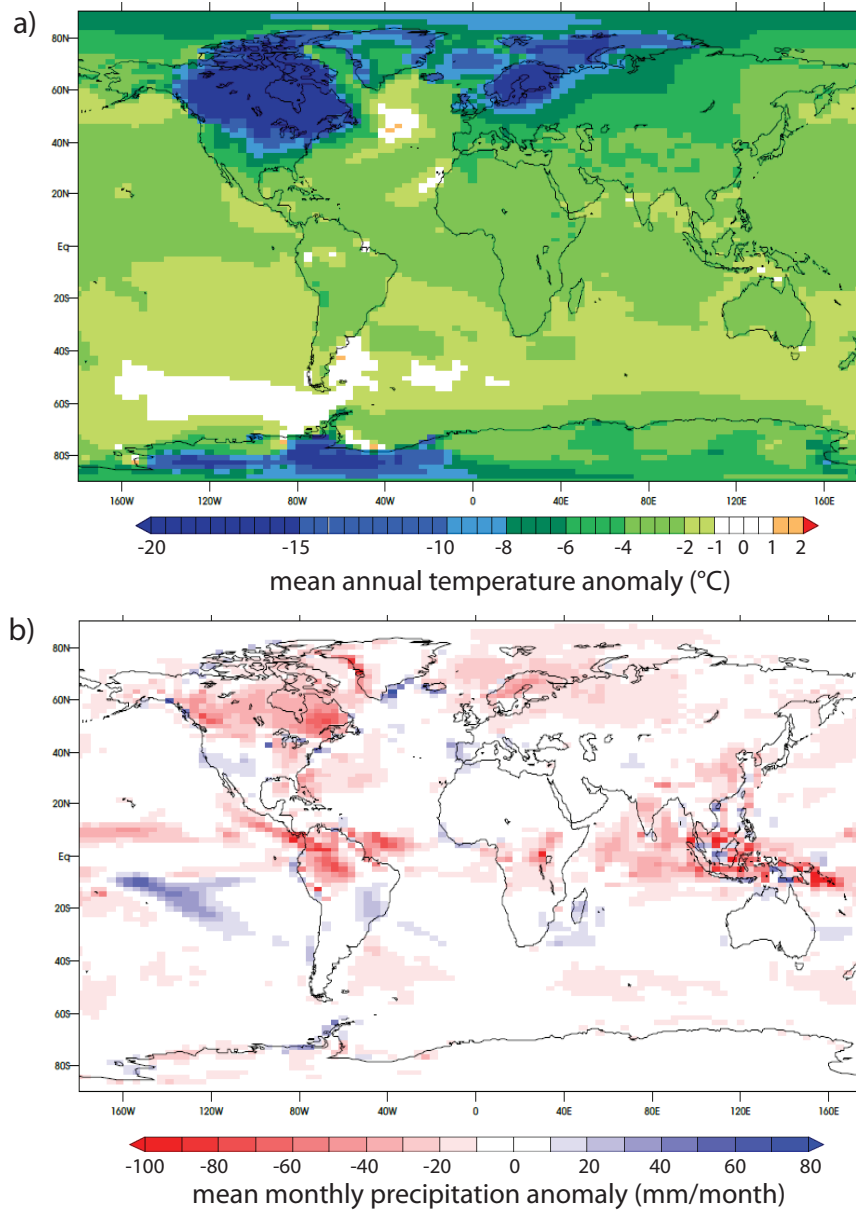 a)
80N
60N
40N
20N
Eq
20S
40S
60S
80S
160W 120W 80W 40W 0 40E 80E 120E 160E
-20 -15 -10 -8 -6 -4 -2 -1 0 1 2
mean annual temperature anomaly (°C)
b)
80N
60N
40N
20N
Eq
20S
40S
60S
80S
160W 120W 80W 40W 0 40E 80E 120E 160E
-100 -80 -60 -40 -20 0 20 40 60 80
mean monthly precipitation anomaly (mm/month)